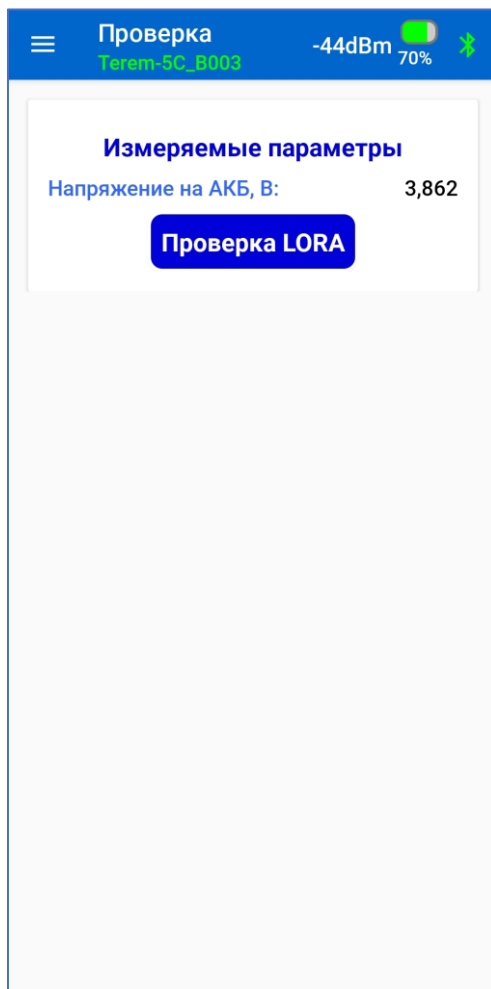 Проверка
Terem-5C_B003
-44dBm
70%
Измеряемые параметры
Напряжение на АКБ, В: 3,862
Проверка LORA